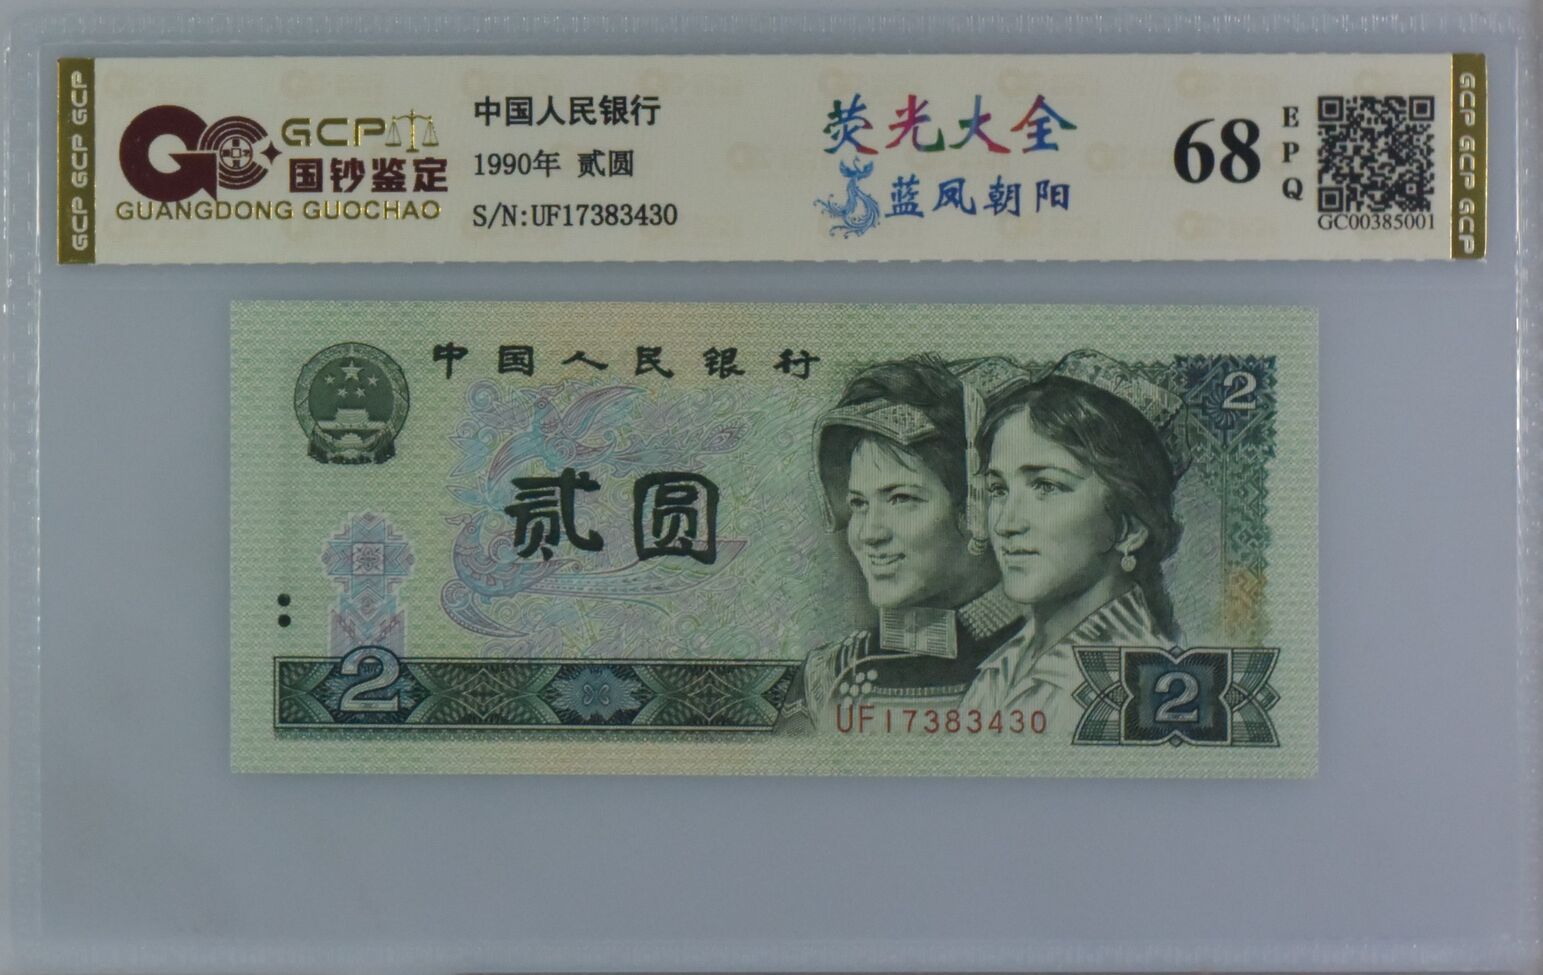 GCP GCP GCP
GCP
国钞鉴定
GUANGDONG GUOCHAO
中国人民银行
1990年 贰圆
S/N:UF17383430
荧光大全
蓝凤朝阳
68
EPQ
GC00385001
GCP GCP GCP
中国人民银行
2
贰圆
2
UF17383430
2